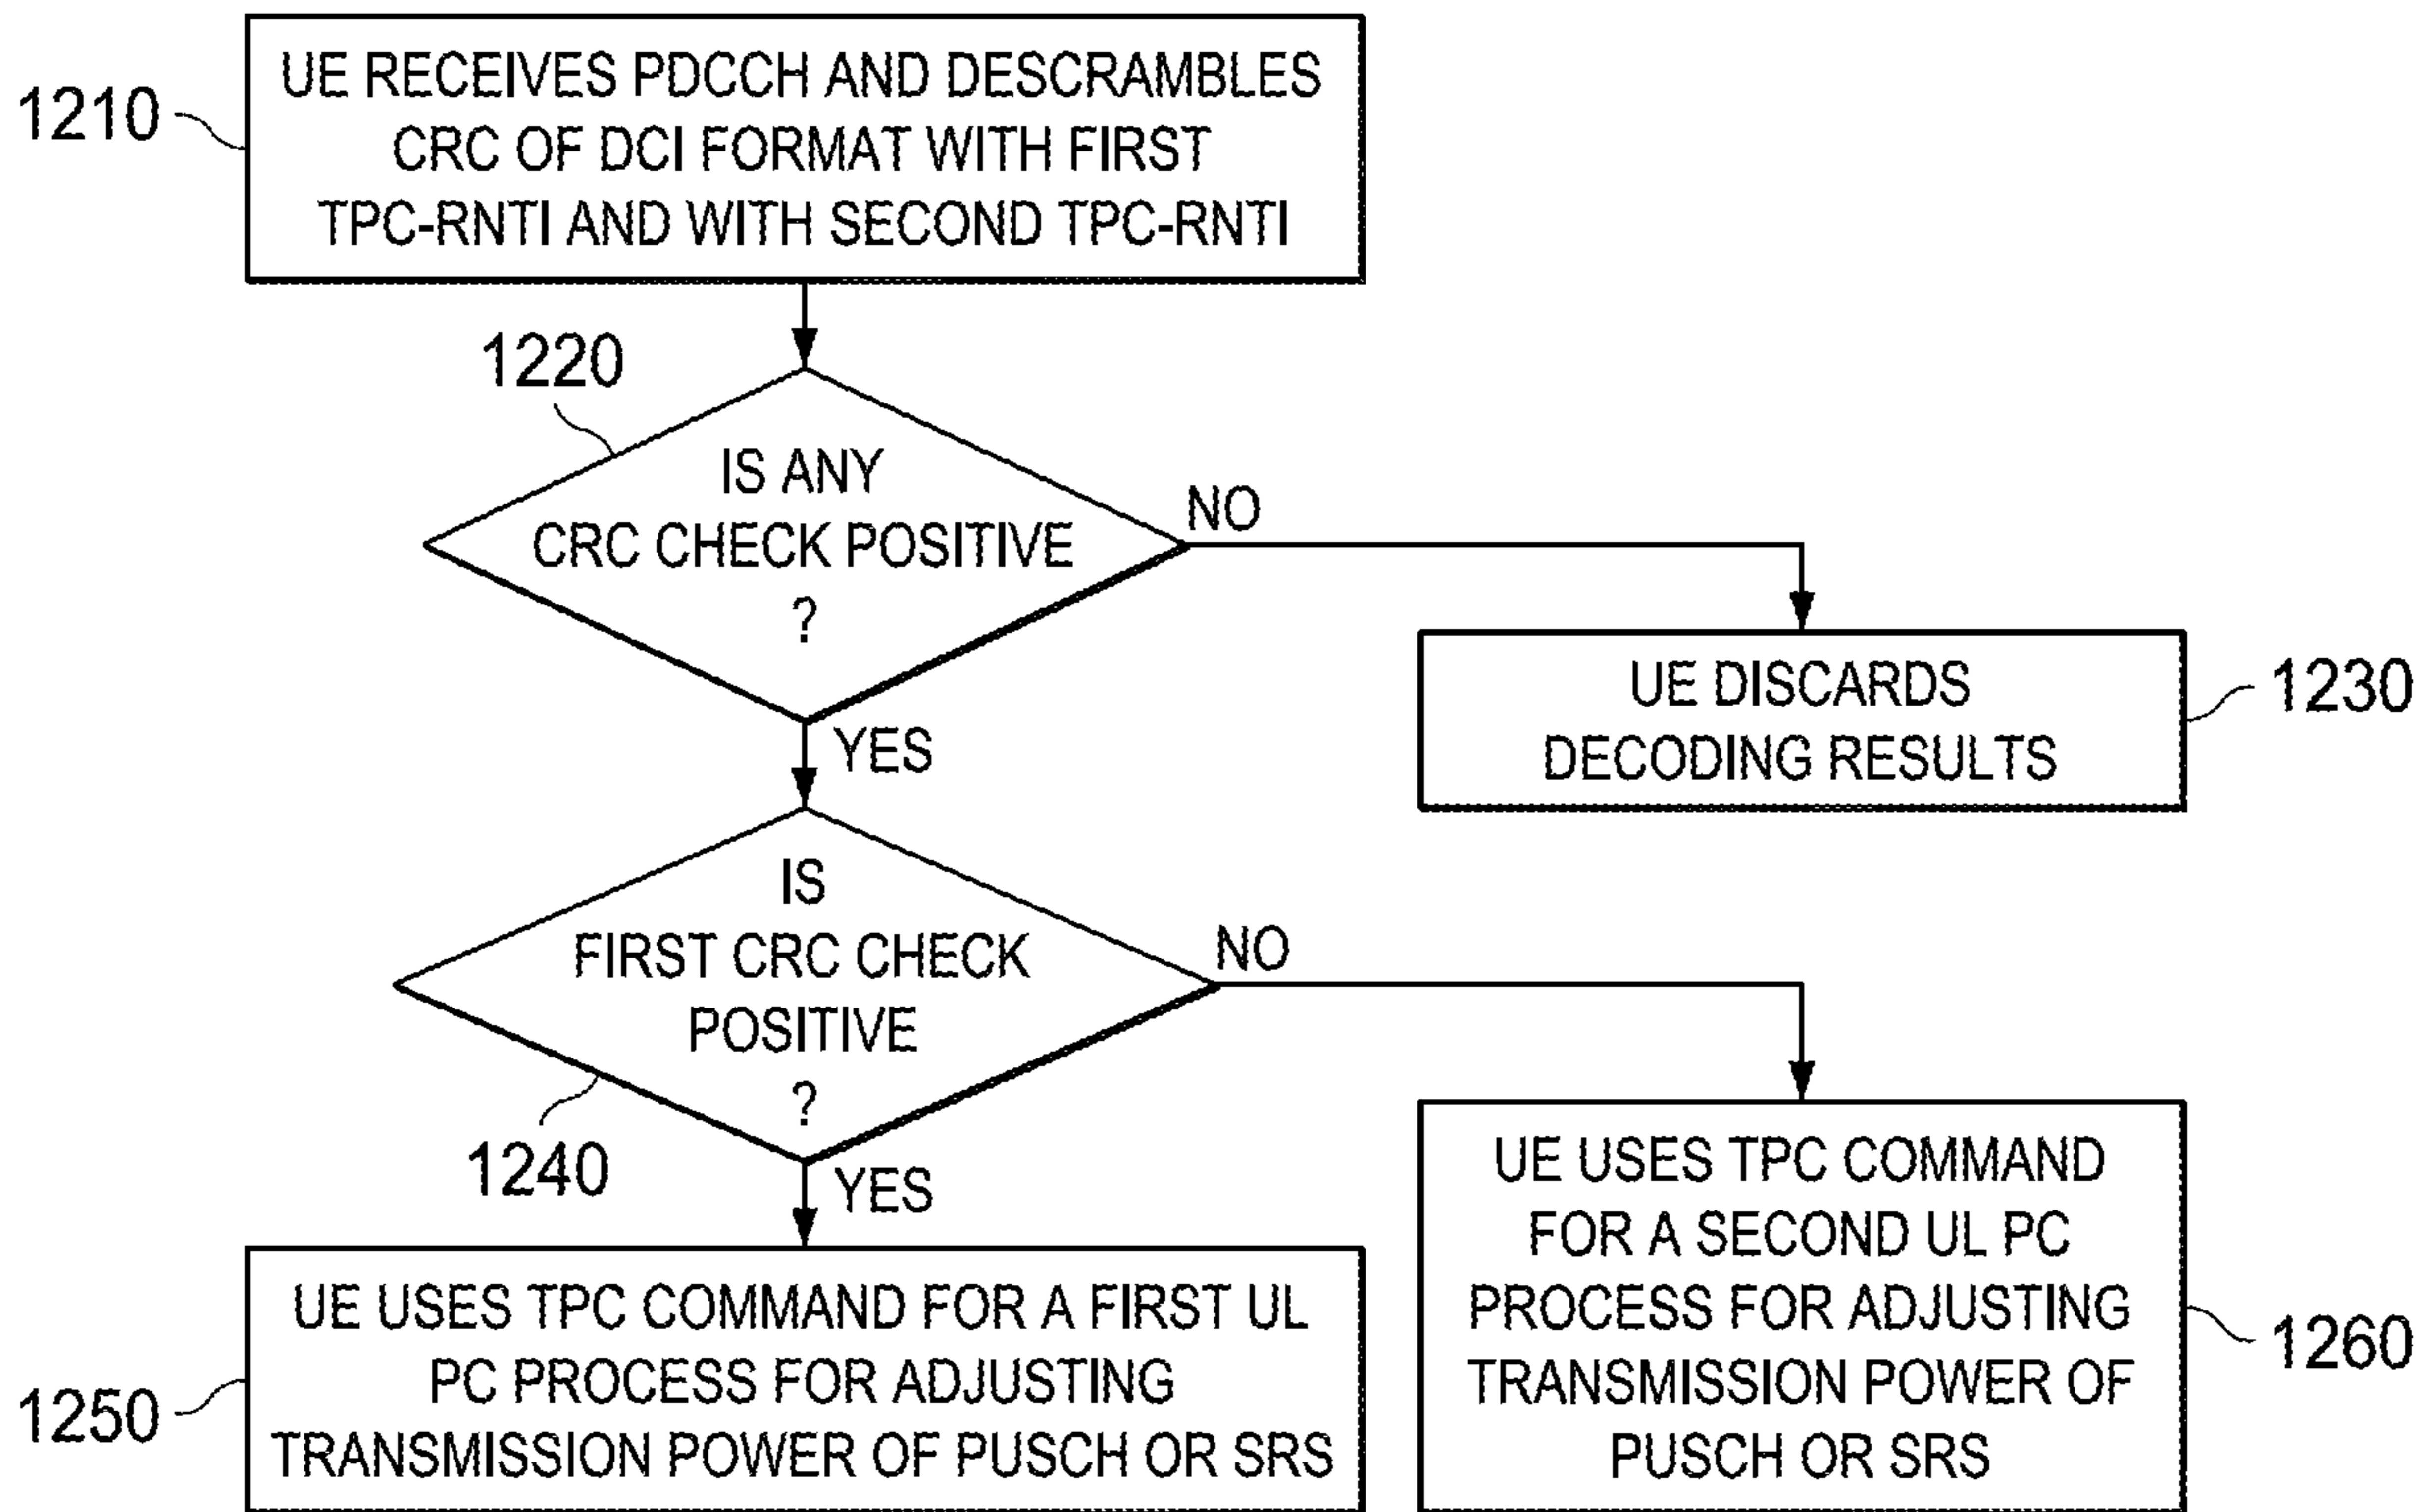 1210
UE RECEIVES PDCCH AND DESCRAMBLES
CRC OF DCI FORMAT WITH FIRST
TPC-RNTI AND WITH SECOND TPC-RNTI
1220
IS ANY
CRC CHECK POSITIVE
?
NO
YES
UE DISCARDS
DECODING RESULTS
1230
IS
FIRST CRC CHECK
POSITIVE
?
NO
1240
YES
1250
UE USES TPC COMMAND FOR A FIRST UL
PC PROCESS FOR ADJUSTING
TRANSMISSION POWER OF PUSCH OR SRS
UE USES TPC COMMAND
FOR A SECOND UL PC
PROCESS FOR ADJUSTING
TRANSMISSION POWER OF
PUSCH OR SRS
1260